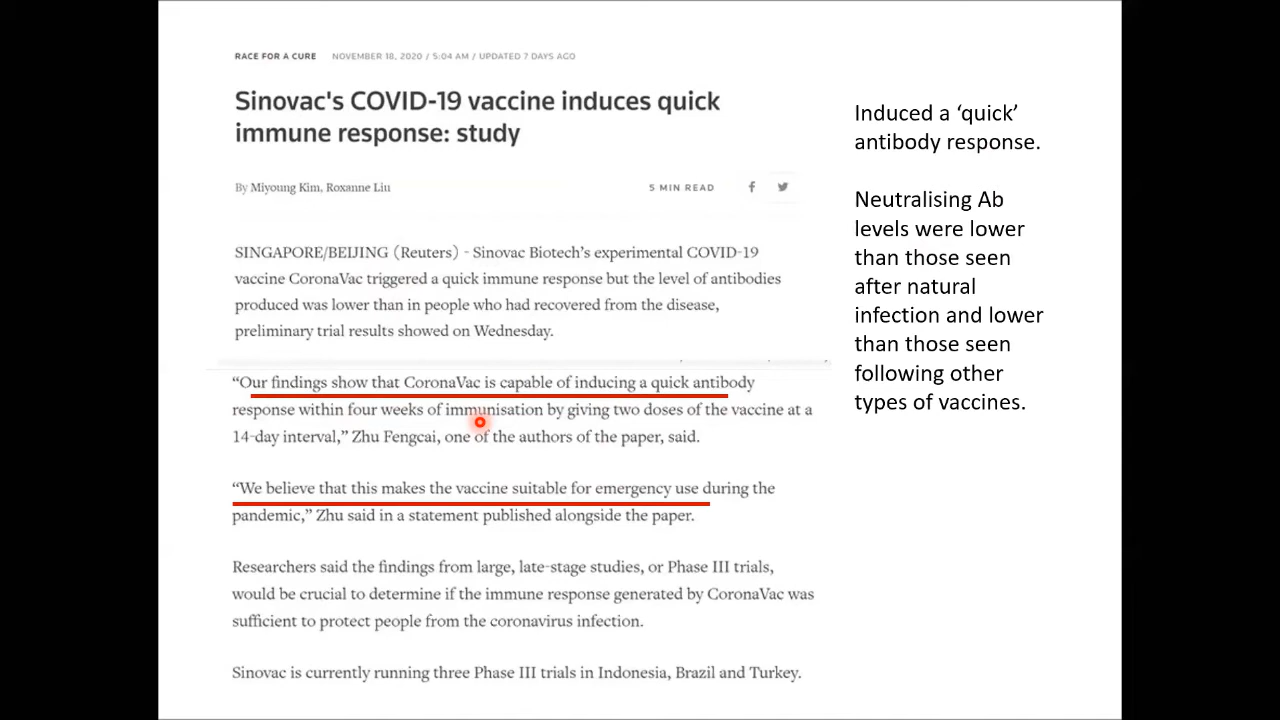 RACE FOR A CURE NOVEMBER 18, 2020 / 5:04 AM / UPDATED 7 DAYS AGO
Sinovac's COVID-19 vaccine induces quick
immune response: study
By Miyoung Kim, Roxanne Liu
5 MIN READ
SINGAPORE/BEIJING (Reuters) - Sinovac Biotech’s experimental COVID-19
vaccine CoronaVac triggered a quick immune response but the level of antibodies
produced was lower than in people who had recovered from the disease,
preliminary trial results showed on Wednesday.
“Our findings show that CoronaVac is capable of inducing a quick antibody
response within four weeks of immunisation by giving two doses of the vaccine at a
14-day interval,” Zhu Fengcai, one of the authors of the paper, said.
“We believe that this makes the vaccine suitable for emergency use during the
pandemic,” Zhu said in a statement published alongside the paper.
Researchers said the findings from large, late-stage studies, or Phase III trials,
would be crucial to determine if the immune response generated by CoronaVac was
sufficient to protect people from the coronavirus infection.
Sinovac is currently running three Phase III trials in Indonesia, Brazil and Turkey.
Induced a ‘quick’
antibody response.
Neutralising Ab
levels were lower
than those seen
after natural
infection and lower
than those seen
following other
types of vaccines.